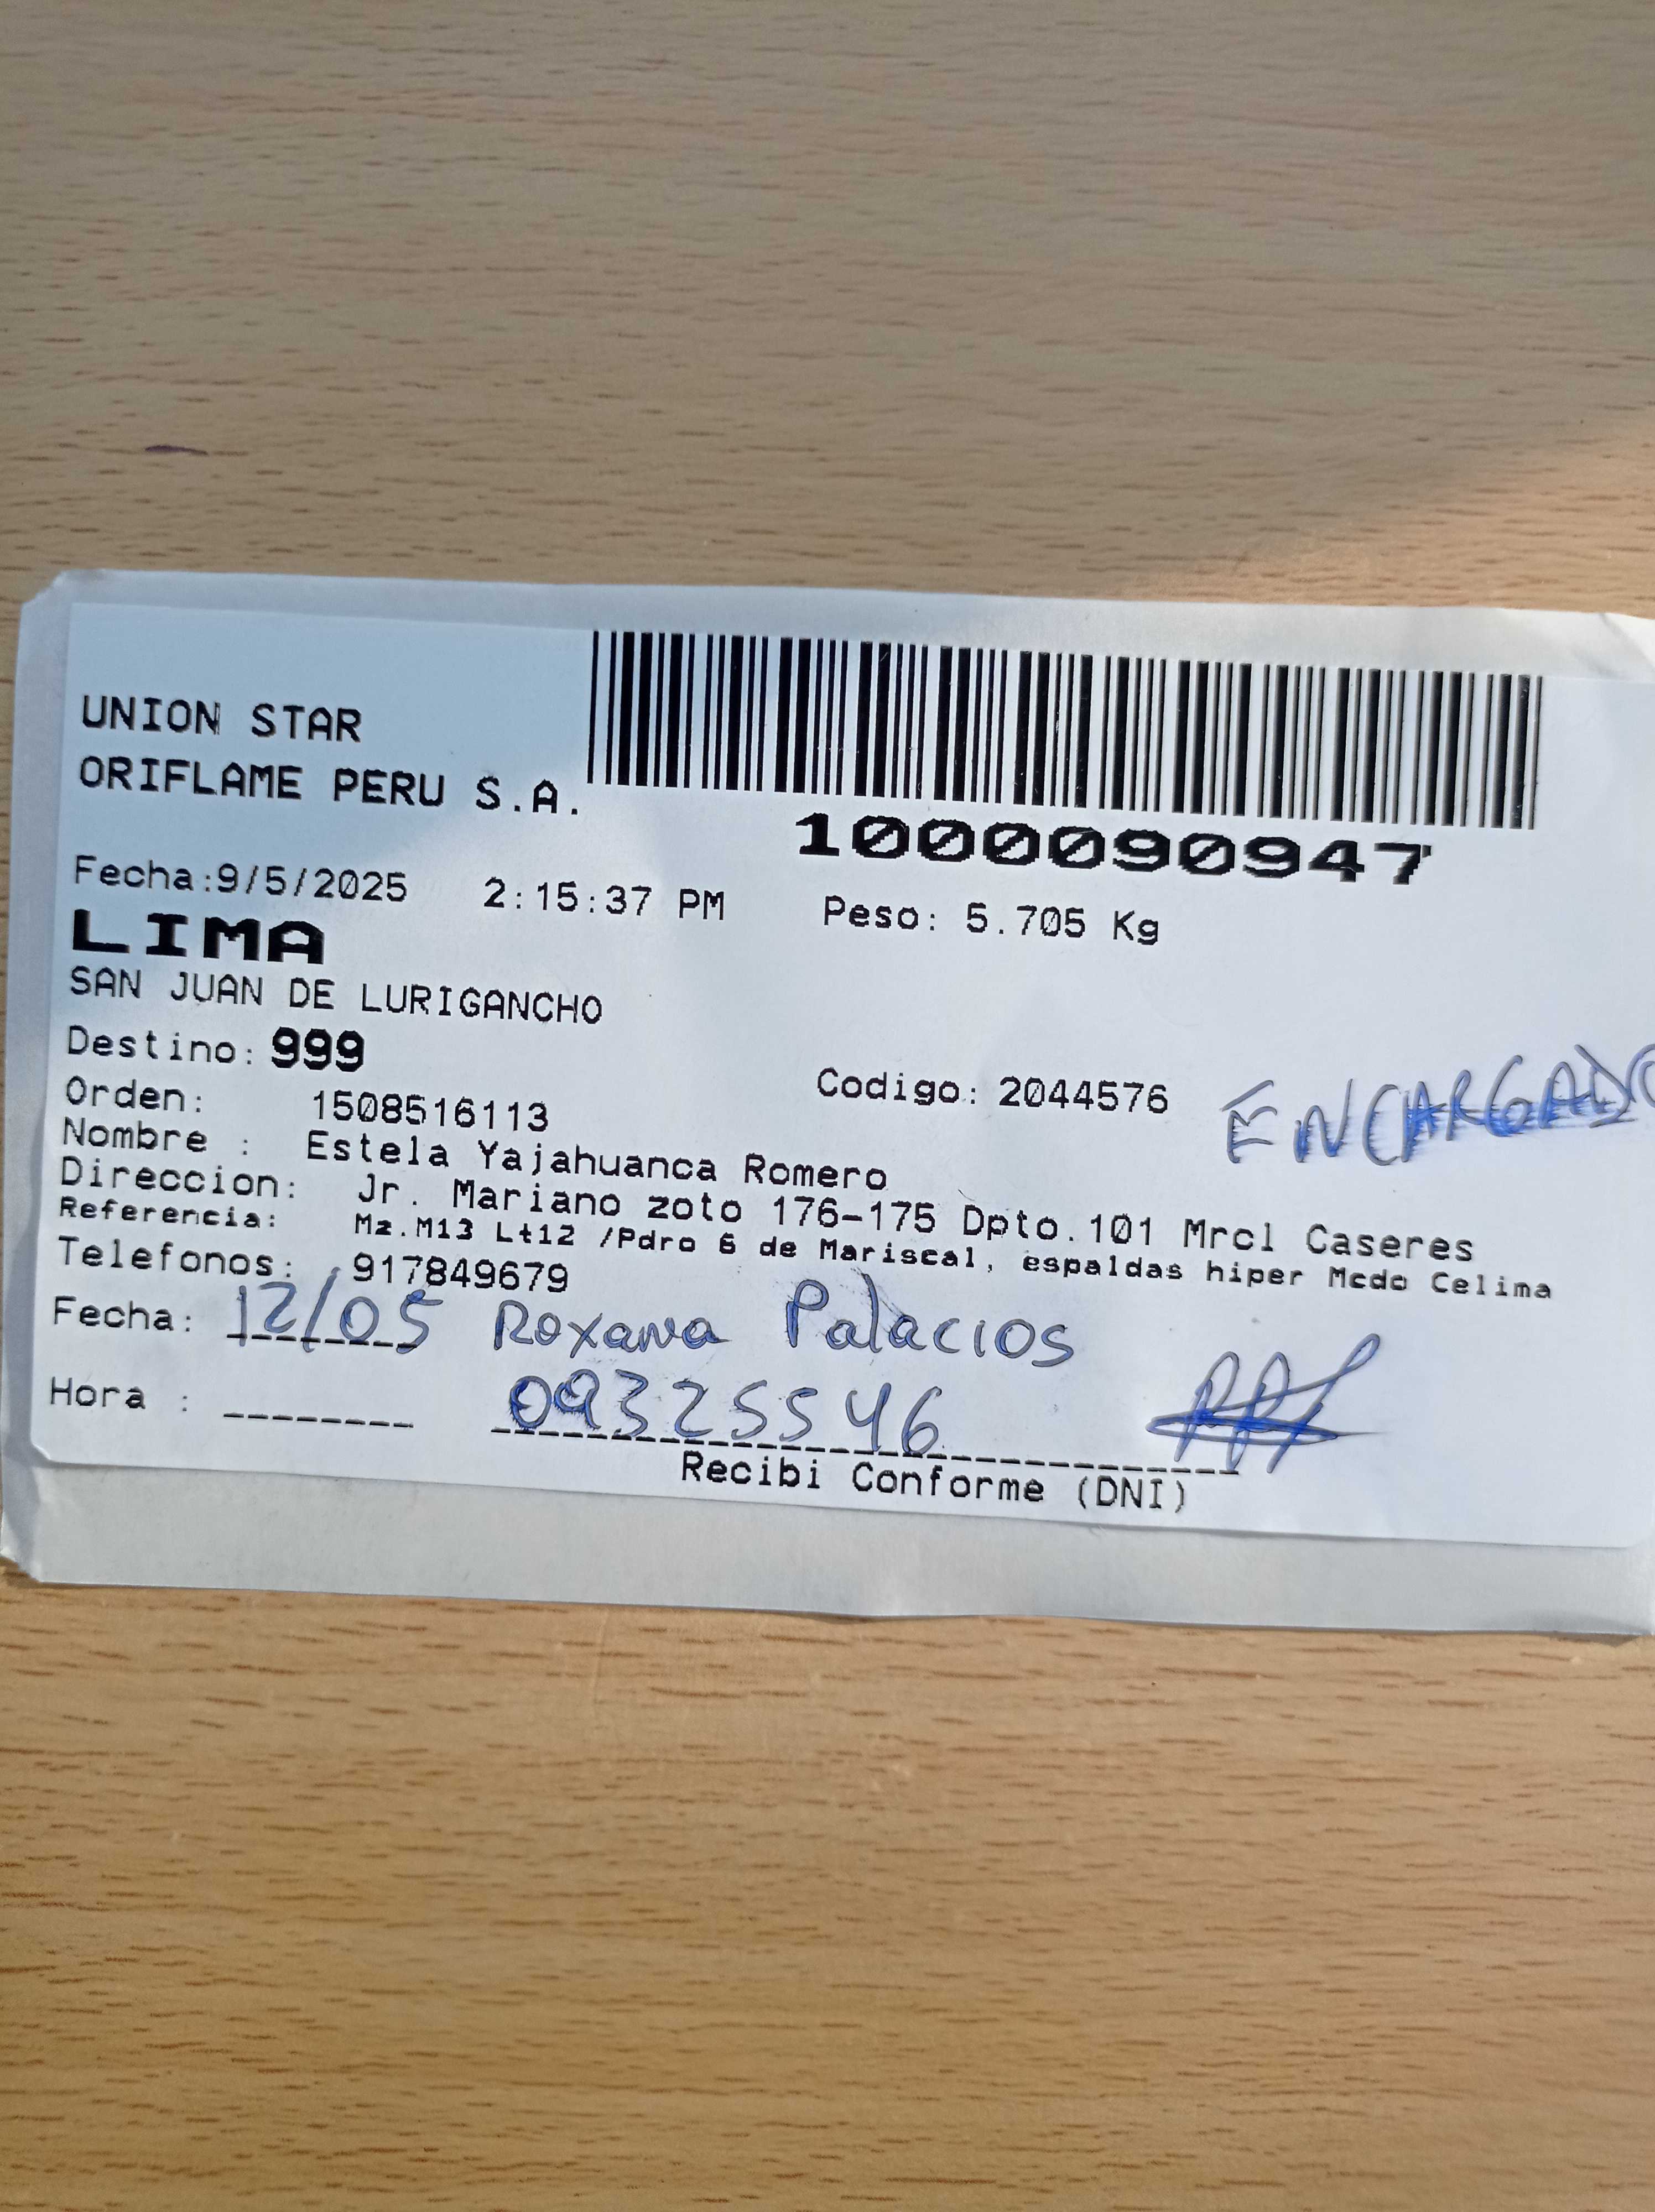 UNION STAR
ORIFLAME PERU S.A.
1000090947
Fecha:9/5/2025 2:15:37 PM Peso: 5.705 Kg
LIMA
SAN JUAN DE LURIGANCHO
Destino: 999
Orden: 1508516113 Codigo: 2044576 ENCARGADO
Nombre : Estela Yajahuanca Romero
Direccion: Jr. Mariano zoto 176-175 Dpto.101 Mrcl Caseres
Referencia: Mz.M13 Lt12 /Pdro 6 de Mariscal, espaldas hiper Mcdo Celima
Telefonos: 917849679
Fecha: 12/05 Roxana Palacios
Hora : 09325546
Recibi Conforme (DNI)